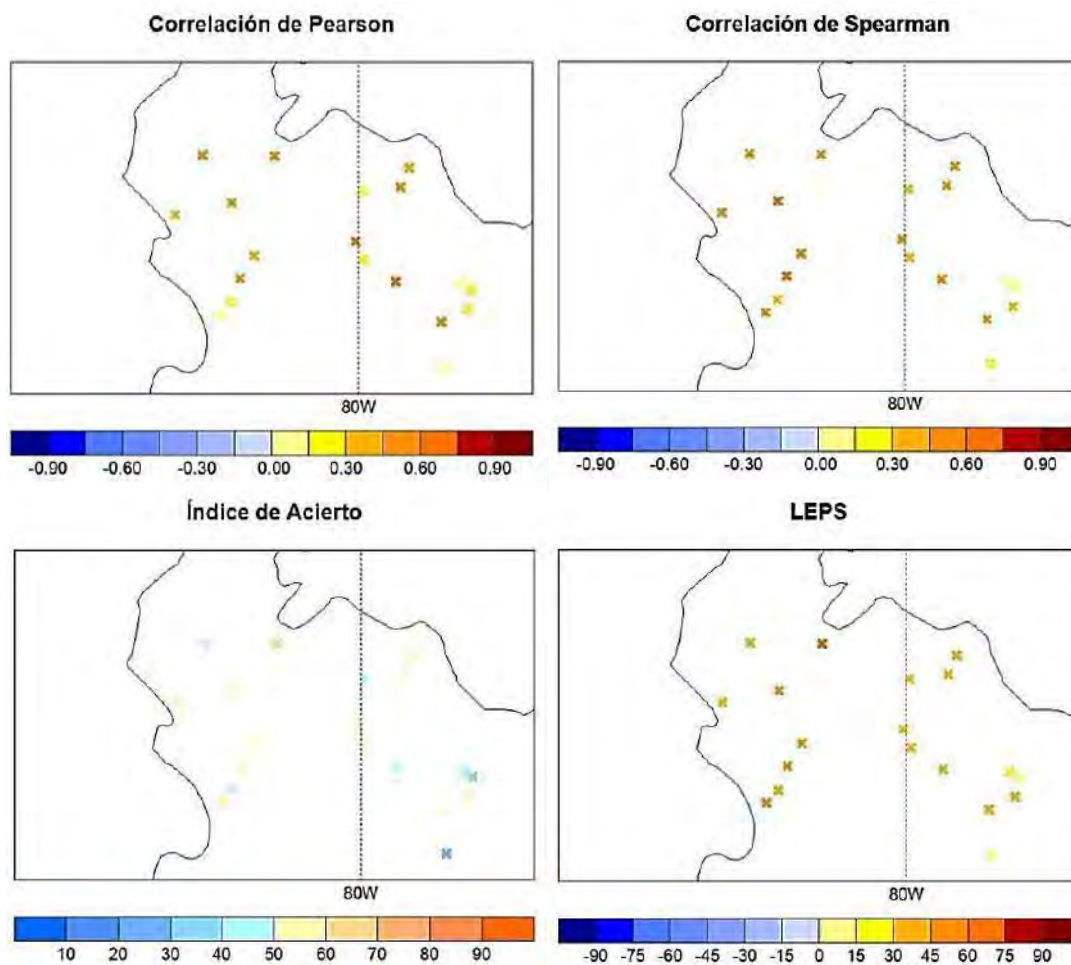 Correlación de Pearson
Correlación de Spearman
80W
80W
-0.90 -0.60 -0.30 0.00 0.30 0.60 0.90
-0.90 -0.60 -0.30 0.00 0.30 0.60 0.90
Índice de Acierto
LEPS
80W
80W
10 20 30 40 50 60 70 80 90
-90 -75 -60 -45 -30 -15 0 15 30 45 60 75 90